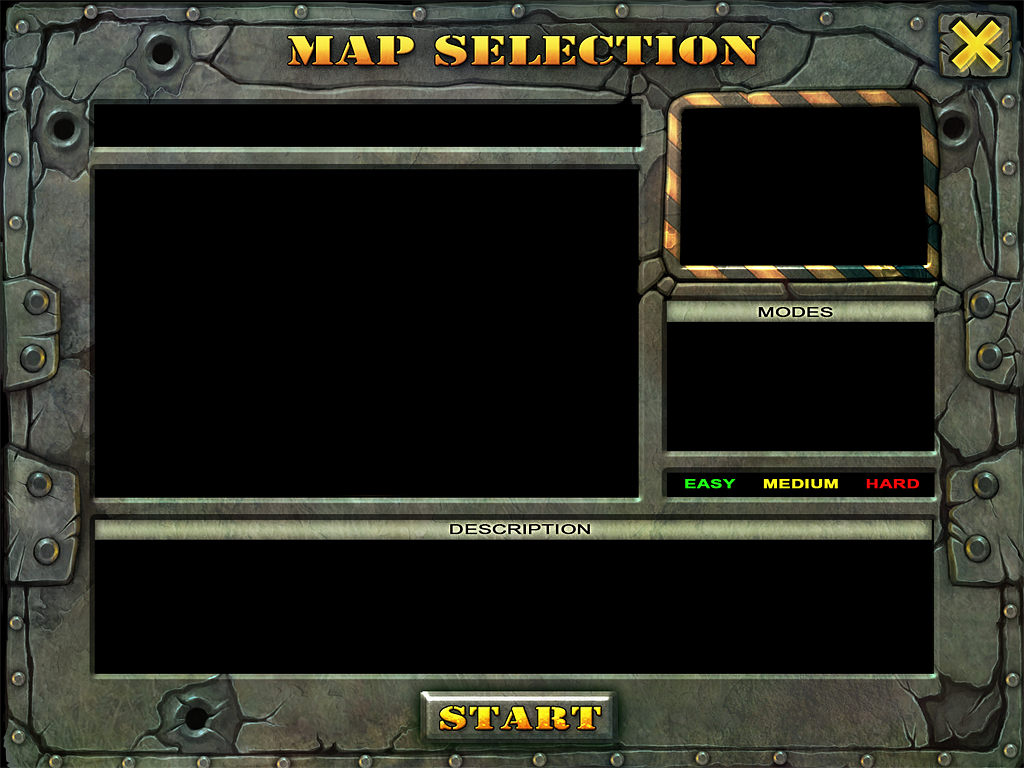 MAP SELECTION
MODES
EASY MEDIUM HARD
DESCRIPTION
START